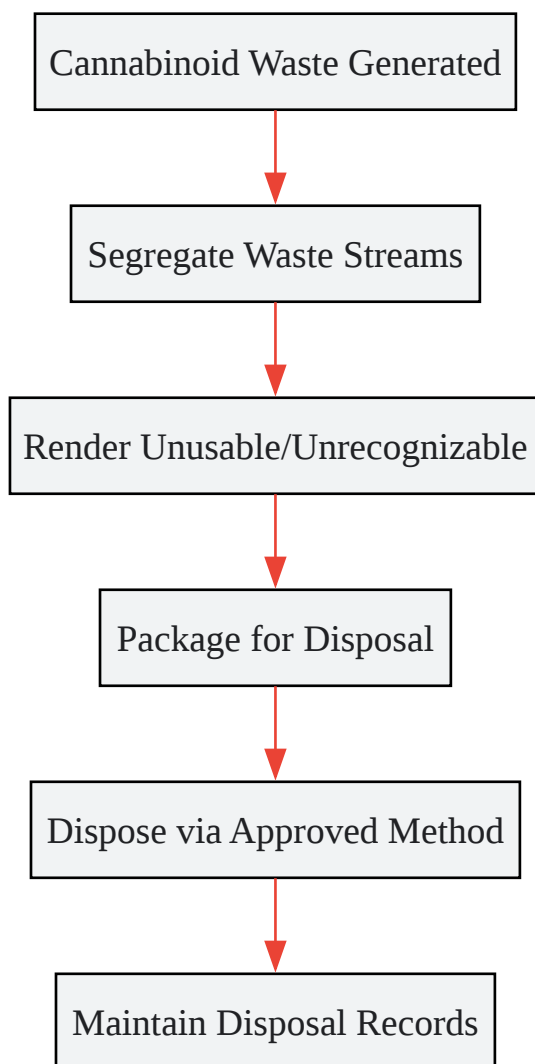 Cannabinoid Waste Generated
Segregate Waste Streams
Render Unusable/Unrecognizable
Package for Disposal
Dispose via Approved Method
Maintain Disposal Records